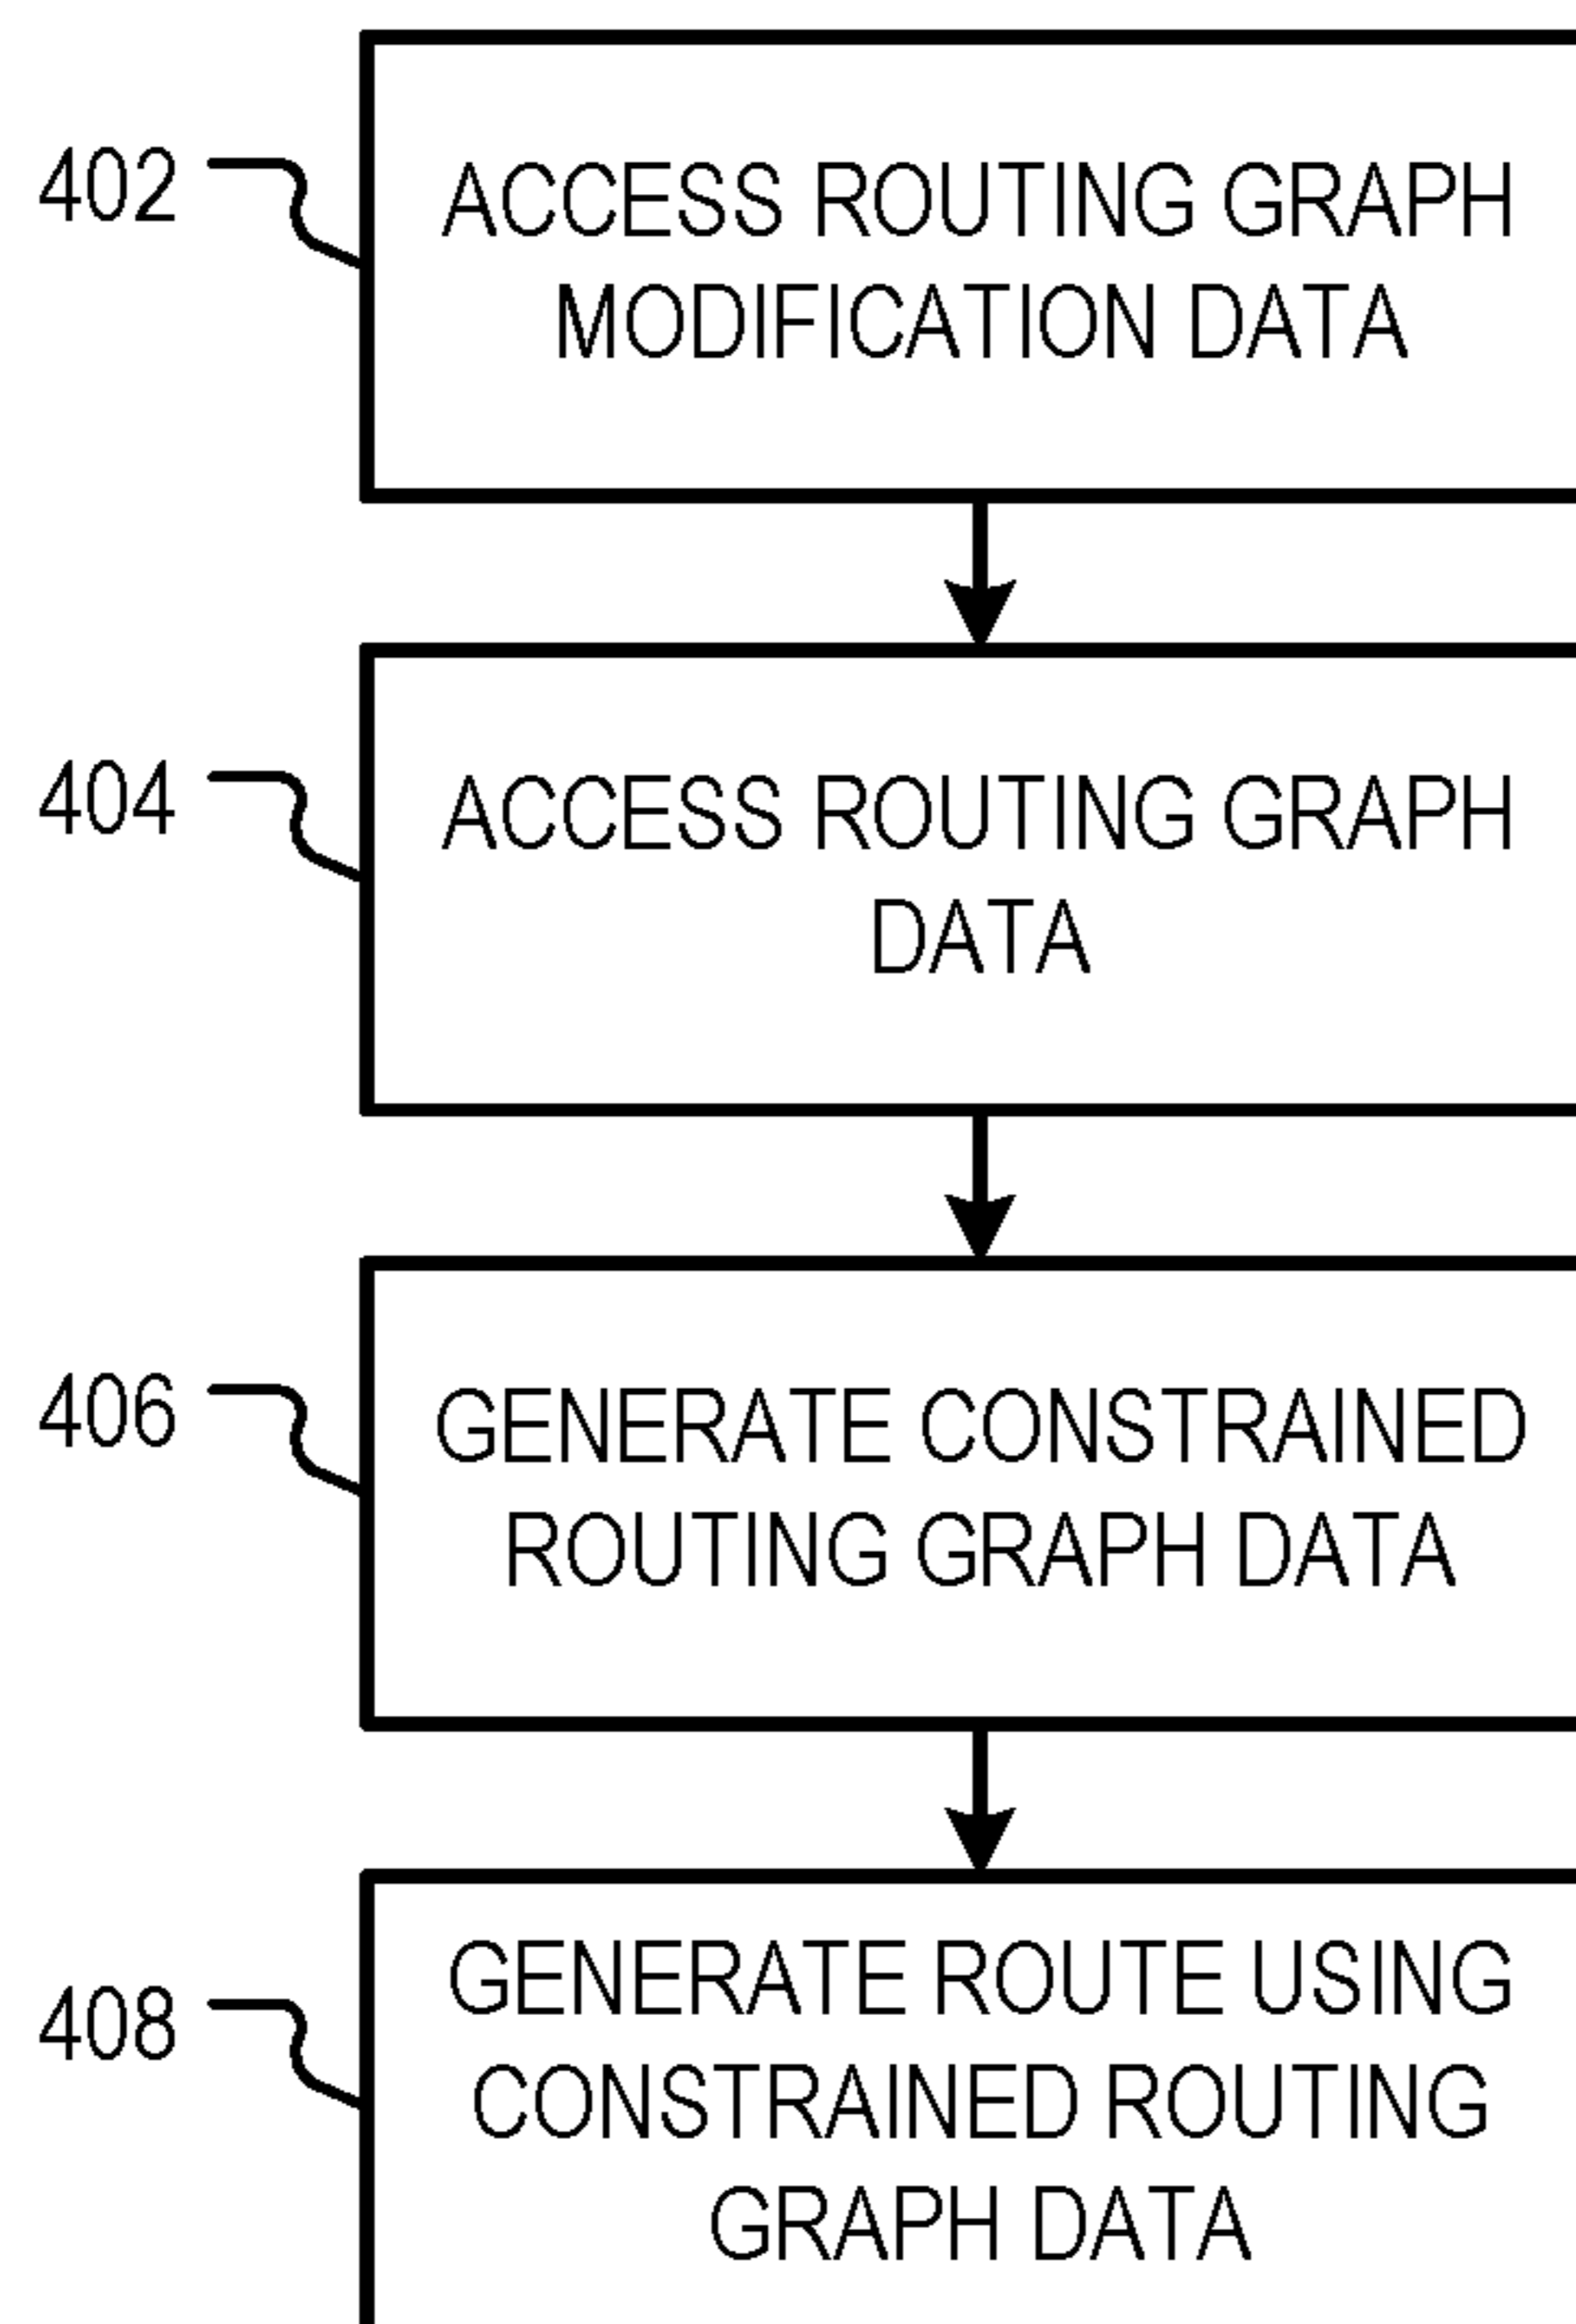 402
ACCESS ROUTING GRAPH
MODIFICATION DATA
404
ACCESS ROUTING GRAPH
DATA
406
GENERATE CONSTRAINED
ROUTING GRAPH DATA
408
GENERATE ROUTE USING
CONSTRAINED ROUTING
GRAPH DATA